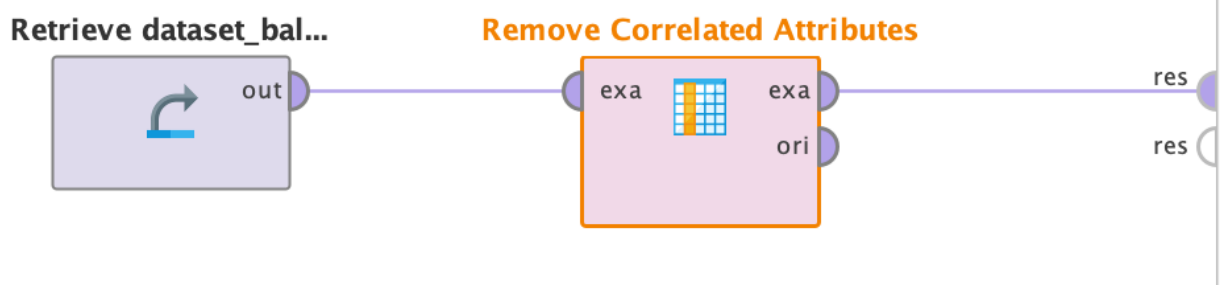 Retrieve dataset_bal...
Remove Correlated Attributes
out
exa
exa
res
ori
res